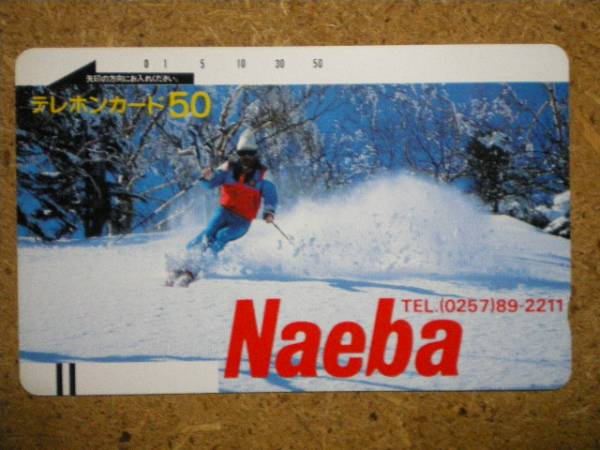 0 1 5 10 30 50
矢印の方向にお入れください。
テレホンカード50
TEL.(0257)89-2211
Naeba